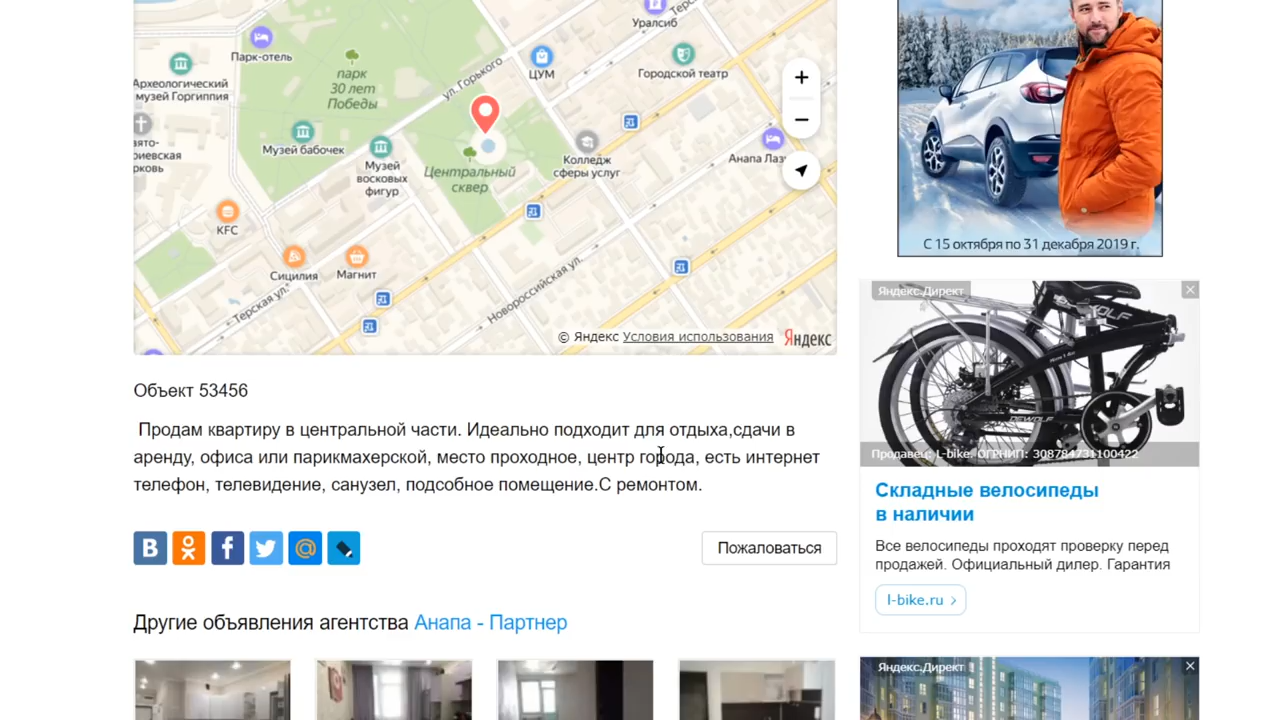 Уралсиб
Парк-отель
ул. Горького
ЦУМ
Городской театр
Археологический
музей Горгиппия
парк
30 лет
Победы
Музей бабочек
Музей
восковых
фигур
Центральный
сквер
Колледж
сферы услуг
Анапа Лаз
KFC
Сицилия
Магнит
Терская ул.
Новороссийская ул.
© Яндекс Условия использования Яндекс
С 15 октября по 31 декабря 2019 г.
Объект 53456
Продам квартиру в центральной части. Идеально подходит для отдыха,сдачи в
аренду, офиса или парикмахерской, место проходное, центр города, есть интернет
телефон, телевидение, санузел, подсобное помещение.С ремонтом.
Пожаловаться
Другие объявления агентства Анапа - Партнер
Яндекс.Директ
DEWOLF
Продавец: L-bike. ОГРНИП: 308784731100422
Складные велосипеды
в наличии
Все велосипеды проходят проверку перед
продажей. Официальный дилер. Гарантия
l-bike.ru
Яндекс.Директ